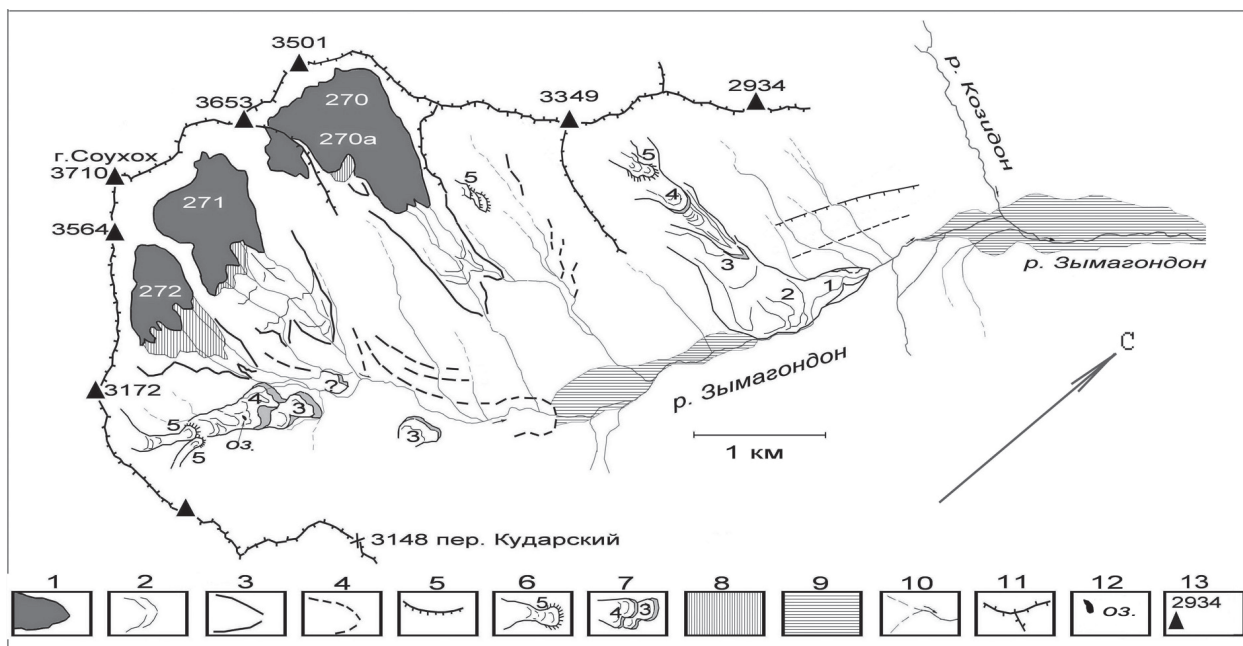 3501
2934
270
3653
3349
270а
р. Козидон
г.Соухох
3710
5
5
4
271
3564
3
р. Зымагондон
272
2
1
С
р. Зымагондон
?
3172
4
3
1 км
5
оз.
3
5
3148 пер. Кударский
1 2 3 4 5 6 7 8 9 10 11 12 13
5
4 3
оз.
2934